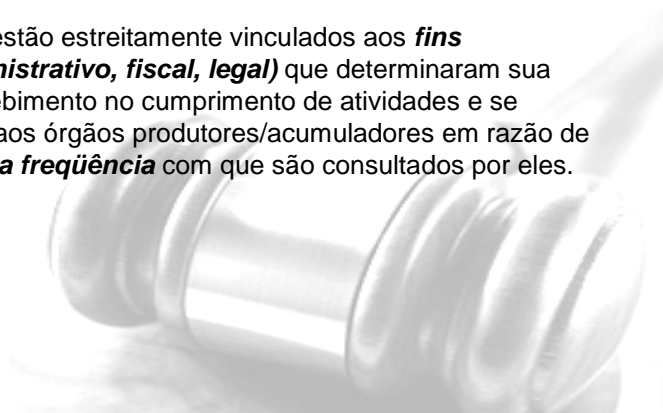 estão estreitamente vinculados aos fins
nistrativo, fiscal, legal) que determinaram sua
ebimento no cumprimento de atividades e se
aos órgãos produtores/acumuladores em razão de
a freqüência com que são consultados por eles.